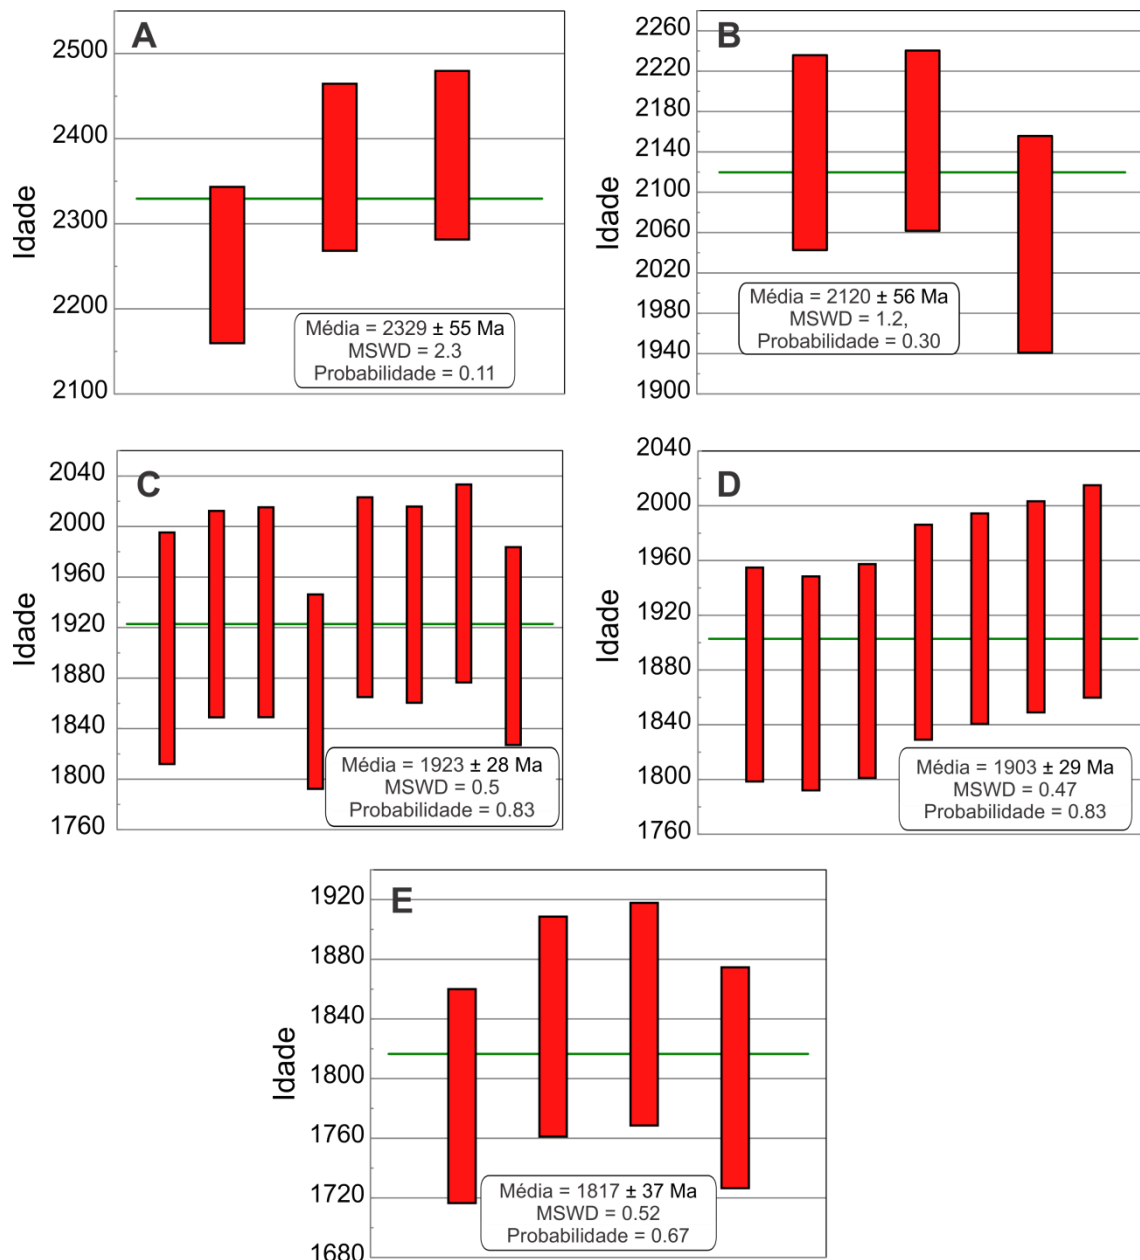 A
Idade
2500
2400
2300
2200
2100
Média = 2329 ± 55 Ma
MSWD = 2.3
Probabilidade = 0.11
B
Idade
2260
2220
2180
2140
2100
2060
2020
1980
1940
1900
Média = 2120 ± 56 Ma
MSWD = 1.2,
Probabilidade = 0.30
C
Idade
2040
2000
1960
1920
1880
1840
1800
1760
Média = 1923 ± 28 Ma
MSWD = 0.5
Probabilidade = 0.83
D
Idade
2040
2000
1960
1920
1880
1840
1800
1760
Média = 1903 ± 29 Ma
MSWD = 0.47
Probabilidade = 0.83
E
Idade
1920
1880
1840
1800
1760
1720
1680
Média = 1817 ± 37 Ma
MSWD = 0.52
Probabilidade = 0.67